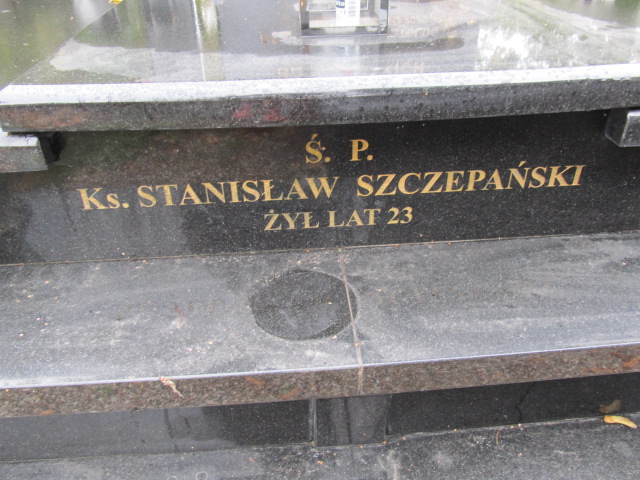 Ś. P.
Ks. STANISŁAW SZCZEPAŃSKI
ŻYŁ LAT 23